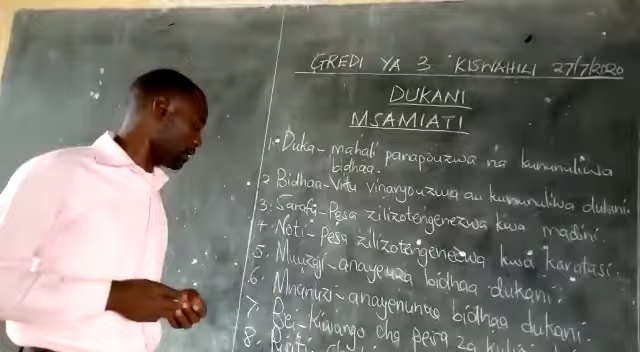 GREDI YA 3 KISWAHILI 27/7/2020
DUKANI
MSAMIATI
1. Duka - mahali panapouzwa na kununuliwa
bidhaa.
2. Bidhaa - Vitu vinavyouzwa au kununuliwa dukani.
3. Sarafu - Pesa zilizotengenezwa kwa madini.
4. Noti - Pesa zilizotengenezwa kwa karatasi.
5. Muuzaji - anayeuza bidhaa dukani.
6. Mnunuzi - anayenunua bidhaa dukani.
7. Bei - kiwango cha pesa za
8.